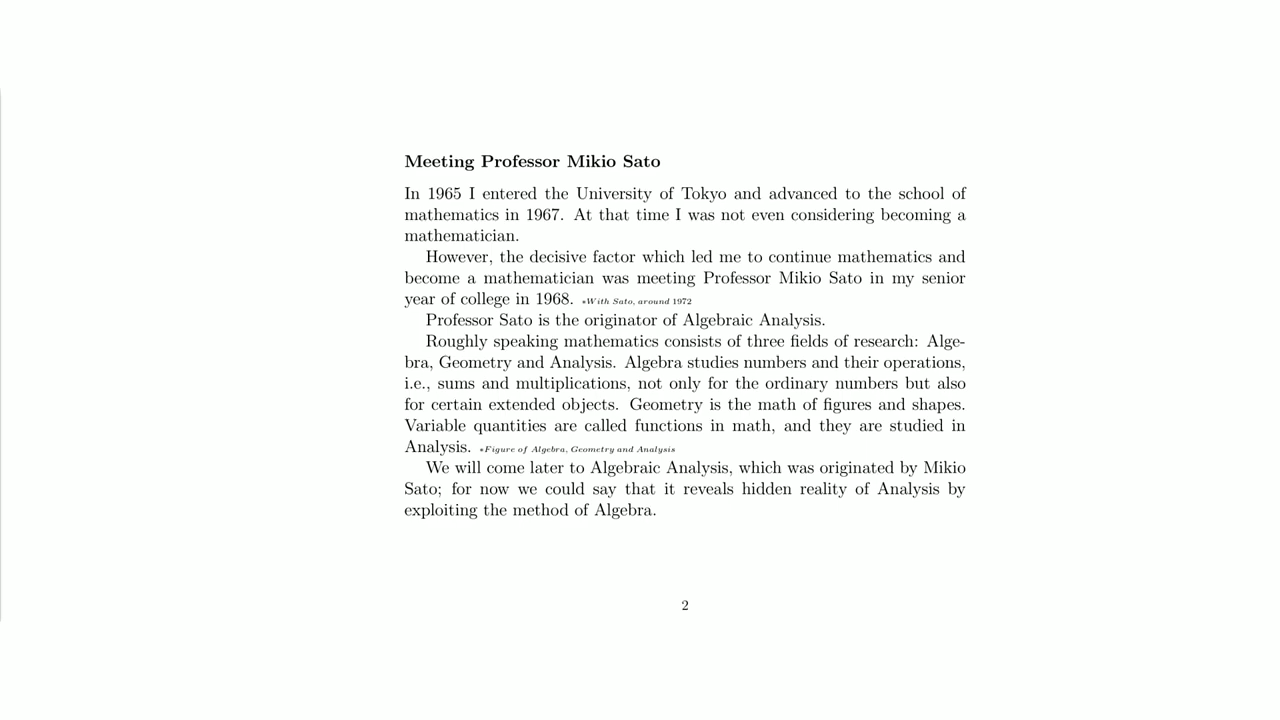 Meeting Professor Mikio Sato
In 1965 I entered the University of Tokyo and advanced to the school of
mathematics in 1967. At that time I was not even considering becoming a
mathematician.
However, the decisive factor which led me to continue mathematics and
become a mathematician was meeting Professor Mikio Sato in my senior
year of college in 1968. *With Sato, around 1972
Professor Sato is the originator of Algebraic Analysis.
Roughly speaking mathematics consists of three fields of research: Alge-
bra, Geometry and Analysis. Algebra studies numbers and their operations,
i.e., sums and multiplications, not only for the ordinary numbers but also
for certain extended objects. Geometry is the math of figures and shapes.
Variable quantities are called functions in math, and they are studied in
Analysis. *Figure of Algebra, Geometry and Analysis
We will come later to Algebraic Analysis, which was originated by Mikio
Sato; for now we could say that it reveals hidden reality of Analysis by
exploiting the method of Algebra.
2